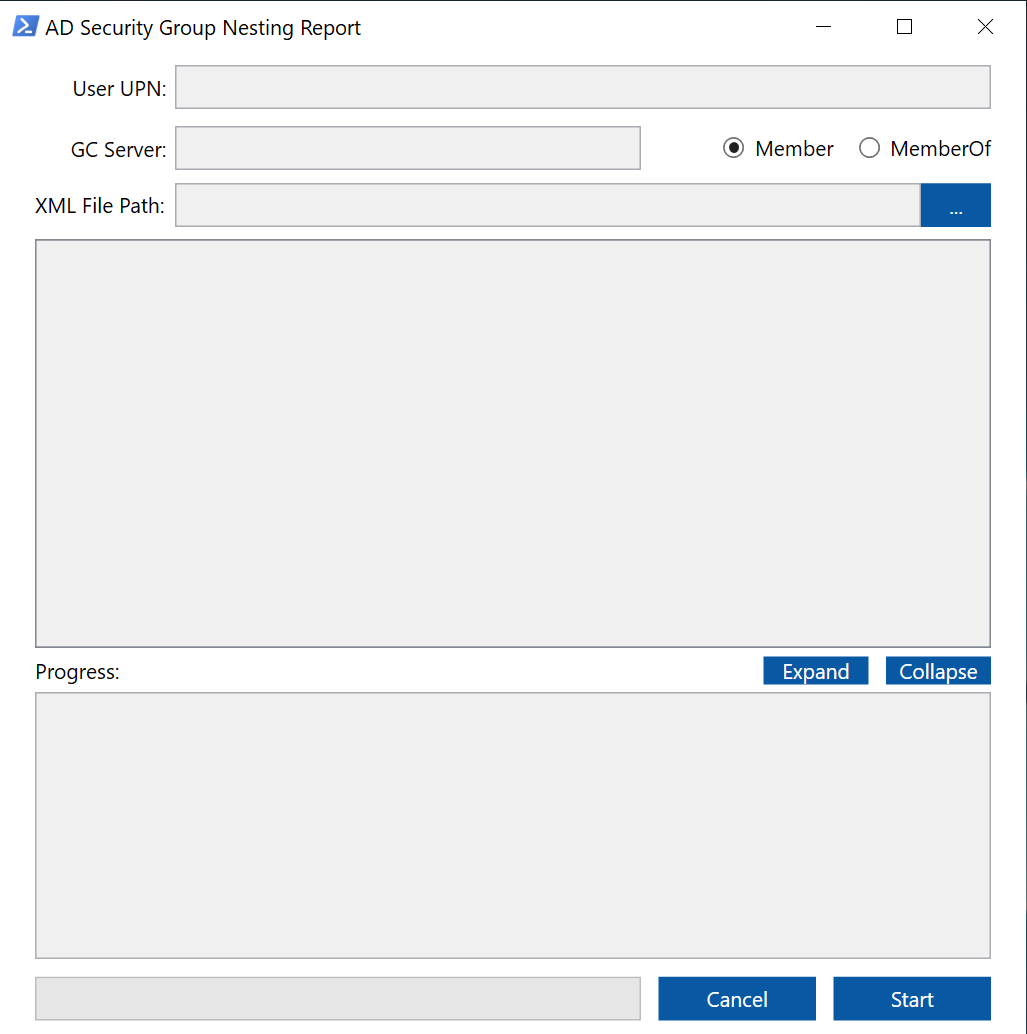 AD Security Group Nesting Report
User UPN:
GC Server:
Member
MemberOf
XML File Path:
...
Progress:
Expand
Collapse
Cancel
Start